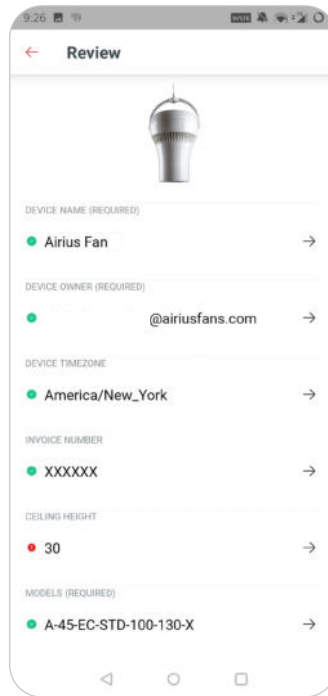 9:26
Review
DEVICE NAME (REQUIRED)
Airius Fan
DEVICE OWNER (REQUIRED)
@airiusfans.com
DEVICE TIMEZONE
America/New_York
INVOICE NUMBER
XXXXXX
CEILING HEIGHT
30
MODELS (REQUIRED)
A-45-EC-STD-100-130-X